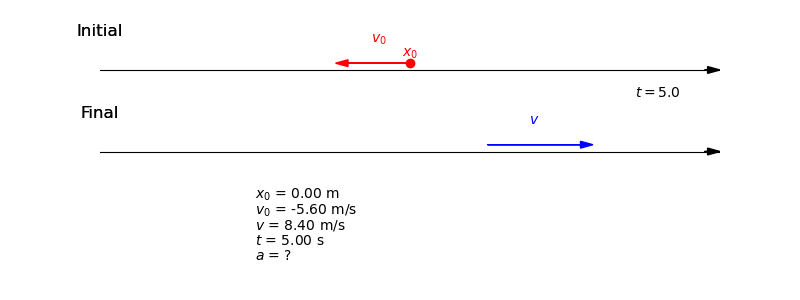 Initial
v₀
x₀
t = 5.0
Final
v
x₀ = 0.00 m
v₀ = -5.60 m/s
v = 8.40 m/s
t = 5.00 s
a = ?